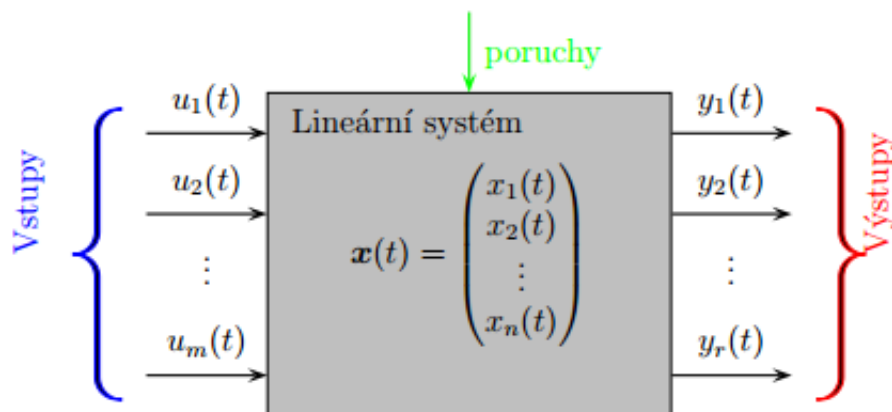 poruchy
Vstupy
u₁(t)
u₂(t)
⋮
uₘ(t)
Lineární systém
𝒙(t) = (x₁(t)
x₂(t)
⋮
xₙ(t))
y₁(t)
y₂(t)
⋮
yᵣ(t)
Výstupy